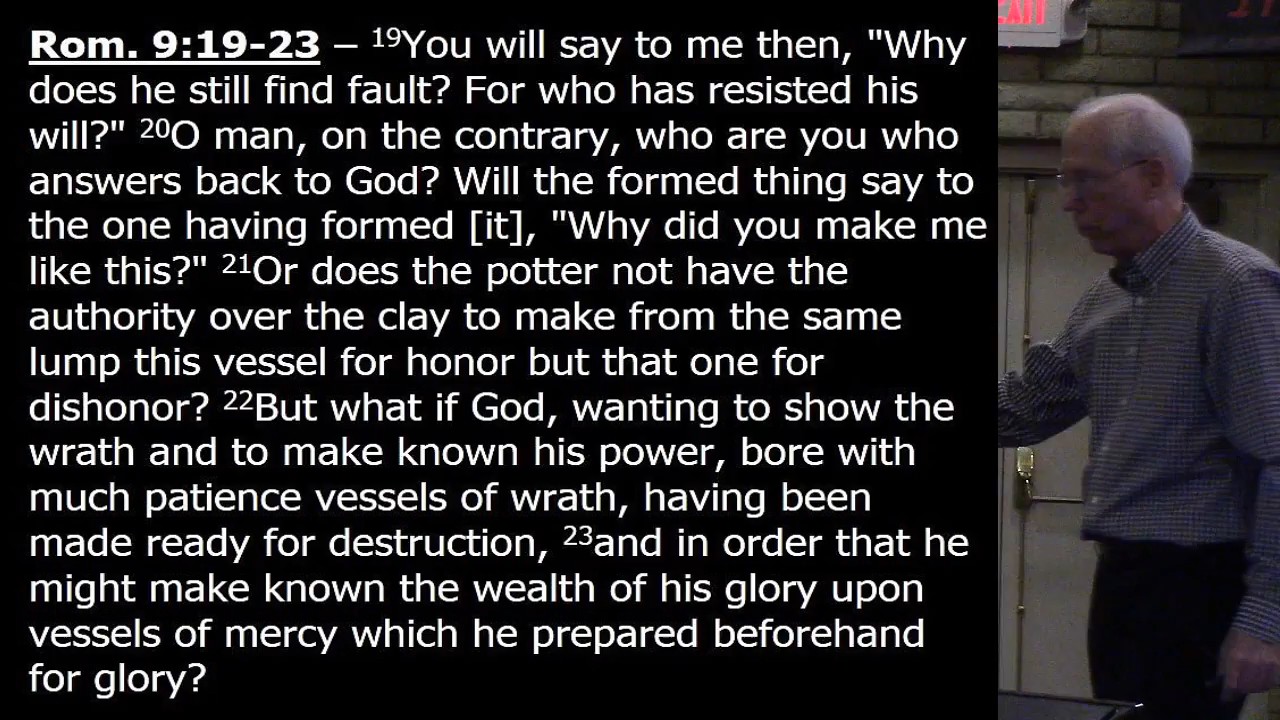 Rom. 9:19-23 – 19You will say to me then, "Why
does he still find fault? For who has resisted his
will?" 20O man, on the contrary, who are you who
answers back to God? Will the formed thing say to
the one having formed [it], "Why did you make me
like this?" 21Or does the potter not have the
authority over the clay to make from the same
lump this vessel for honor but that one for
dishonor? 22But what if God, wanting to show the
wrath and to make known his power, bore with
much patience vessels of wrath, having been
made ready for destruction, 23and in order that he
might make known the wealth of his glory upon
vessels of mercy which he prepared beforehand
for glory?